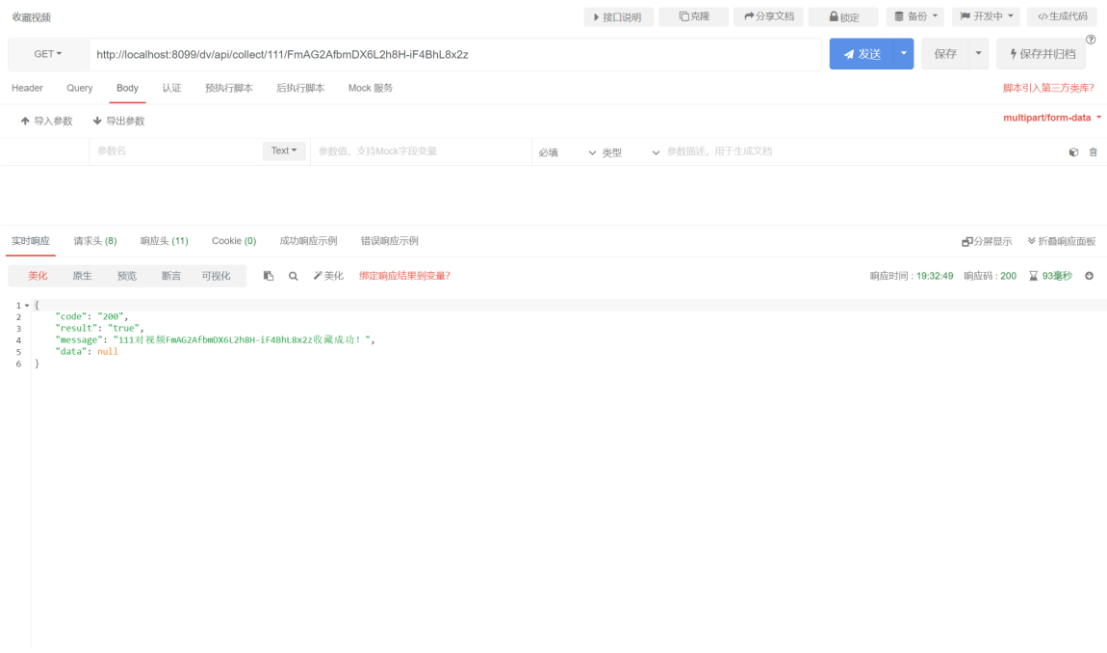 收藏视频 接口说明 克隆 分享文档 锁定 备份 开发中 </>生成代码
GET http://localhost:8099/dv/api/collect/111/FmAG2AfbmDX6L2h8H-iF4BhL8x2z 发送 保存 保存并归档
Header Query Body 认证 预执行脚本 后执行脚本 Mock 服务 脚本引入第三方类库?
导入参数 导出参数 multipart/form-data
参数名 Text 参数值，支持Mock字段变量 必填 类型 参数描述，用于生成文档
实时响应 请求头 (8) 响应头 (11) Cookie (0) 成功响应示例 错误响应示例 分屏显示 折叠响应面板
美化 原生 预览 断言 可视化 美化 绑定响应结果到变量? 响应时间 : 19:32:49 响应码 : 200 93毫秒
1 {
2 "code": "200",
3 "result": "true",
4 "message": "111对视频FmAG2AfbmDX6L2h8H-iF4BhL8x2z收藏成功！",
5 "data": null
6 }